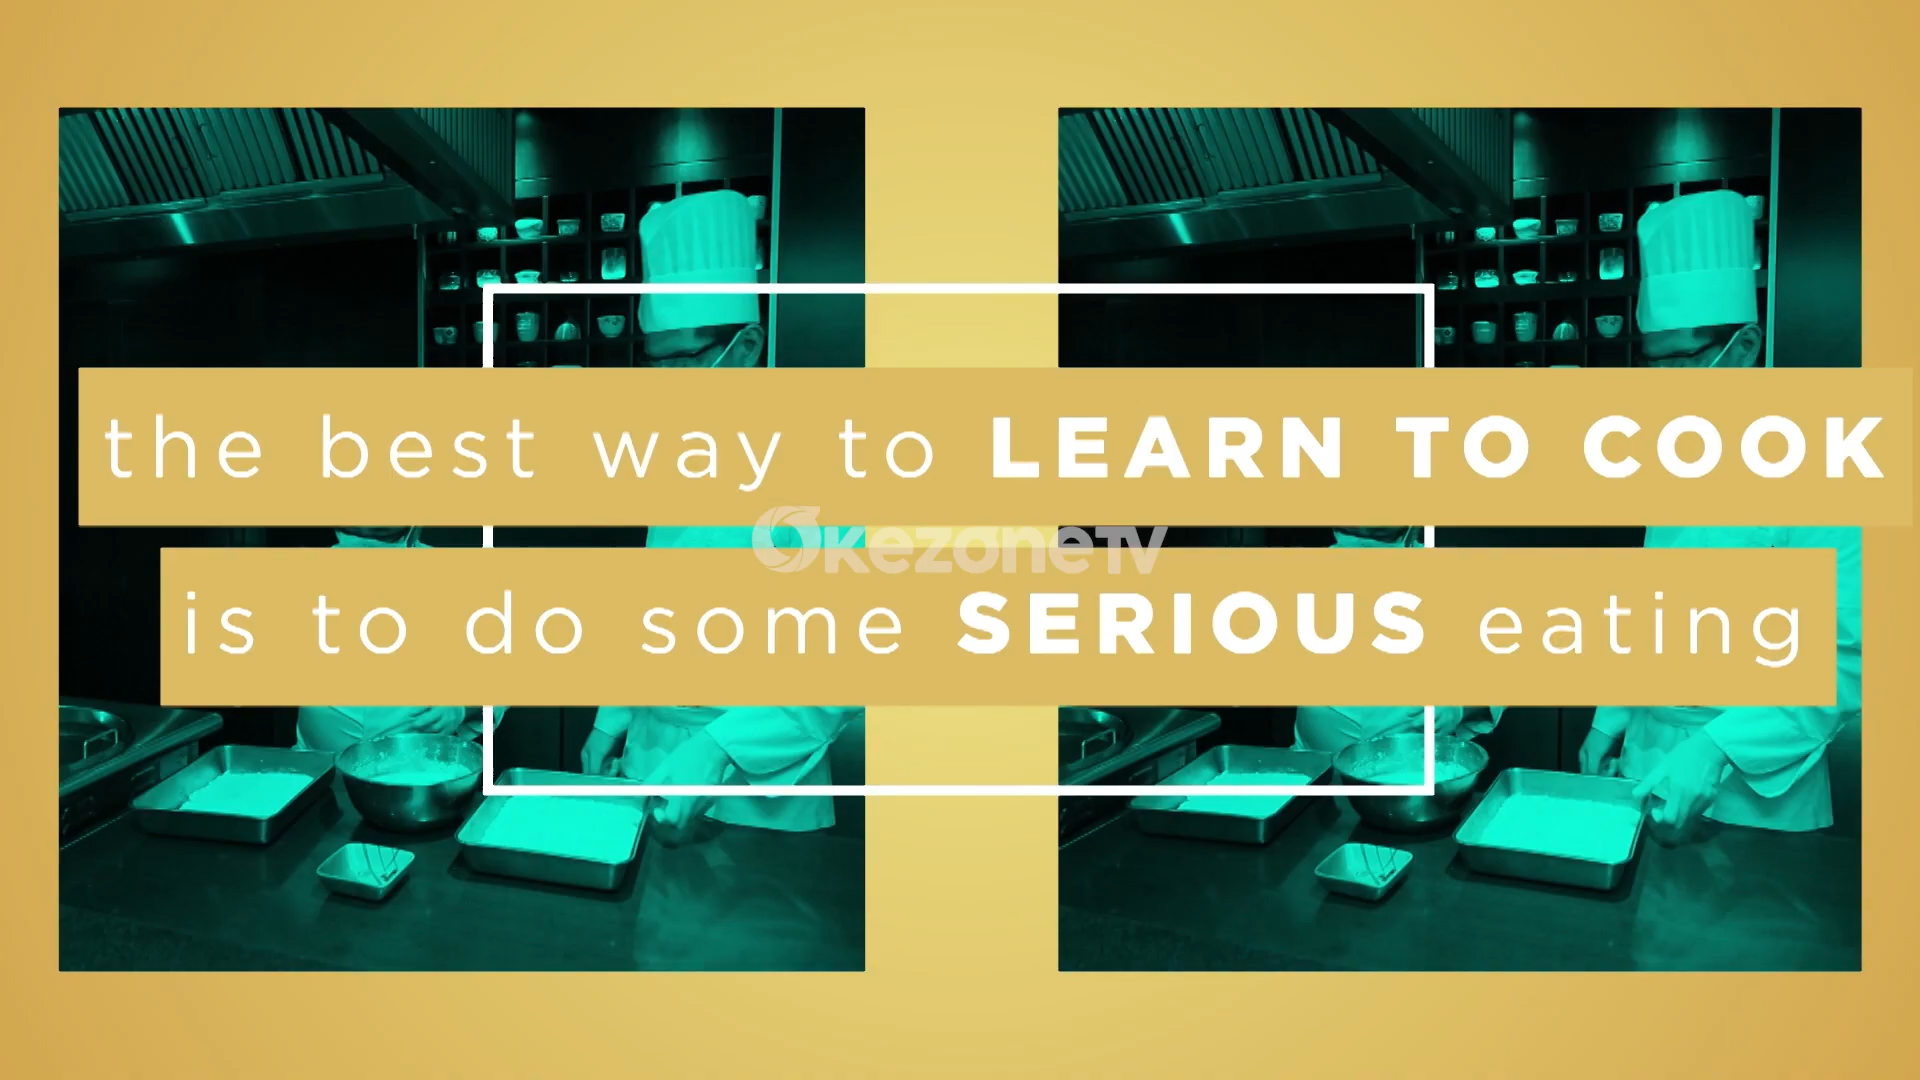 the best way to LEARN TO COOK
OkezoneTV
is to do some SERIOUS eating